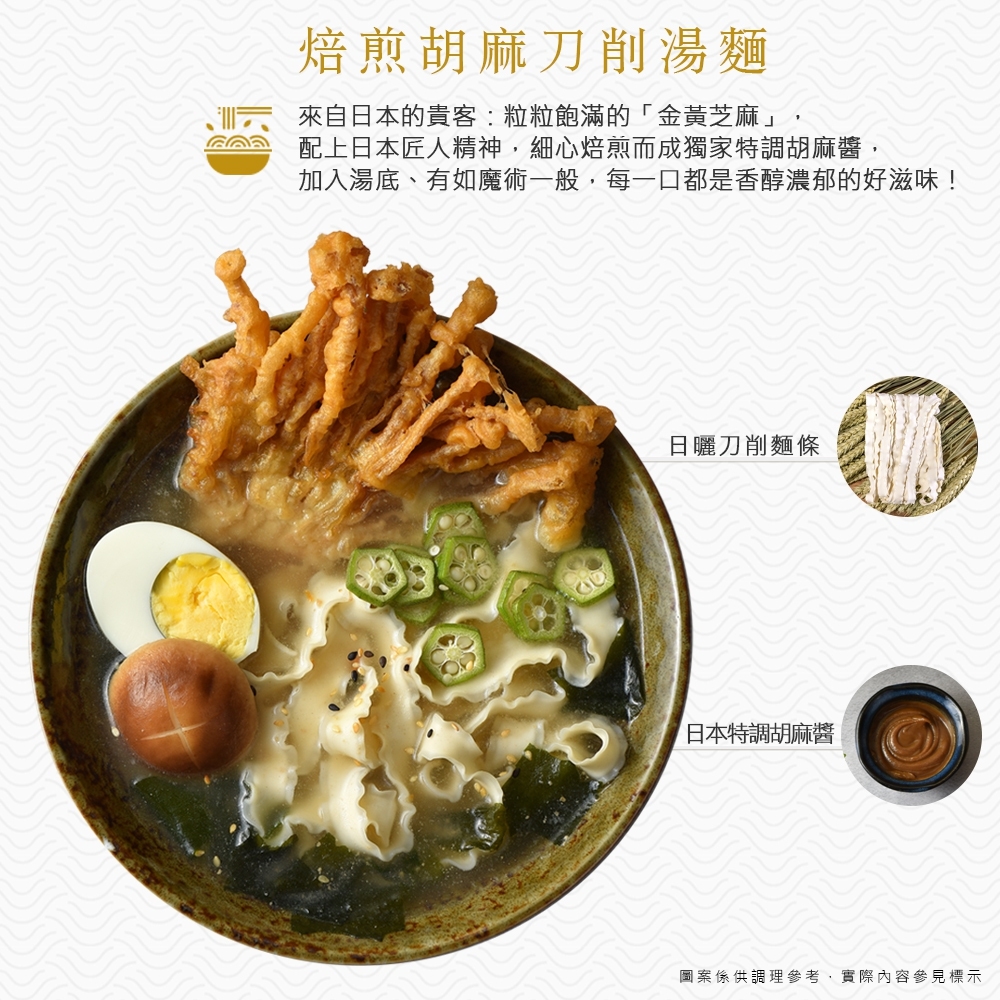 焙煎胡麻刀削湯麵
來自日本的貴客：粒粒飽滿的「金黃芝麻」，
配上日本匠人精神，細心焙煎而成獨家特調胡麻醬，
加入湯底、有如魔術一般，每一口都是香醇濃郁的好滋味！
日曬刀削麵條
日本特調胡麻醬
圖案係供調理參考，實際內容參見標示